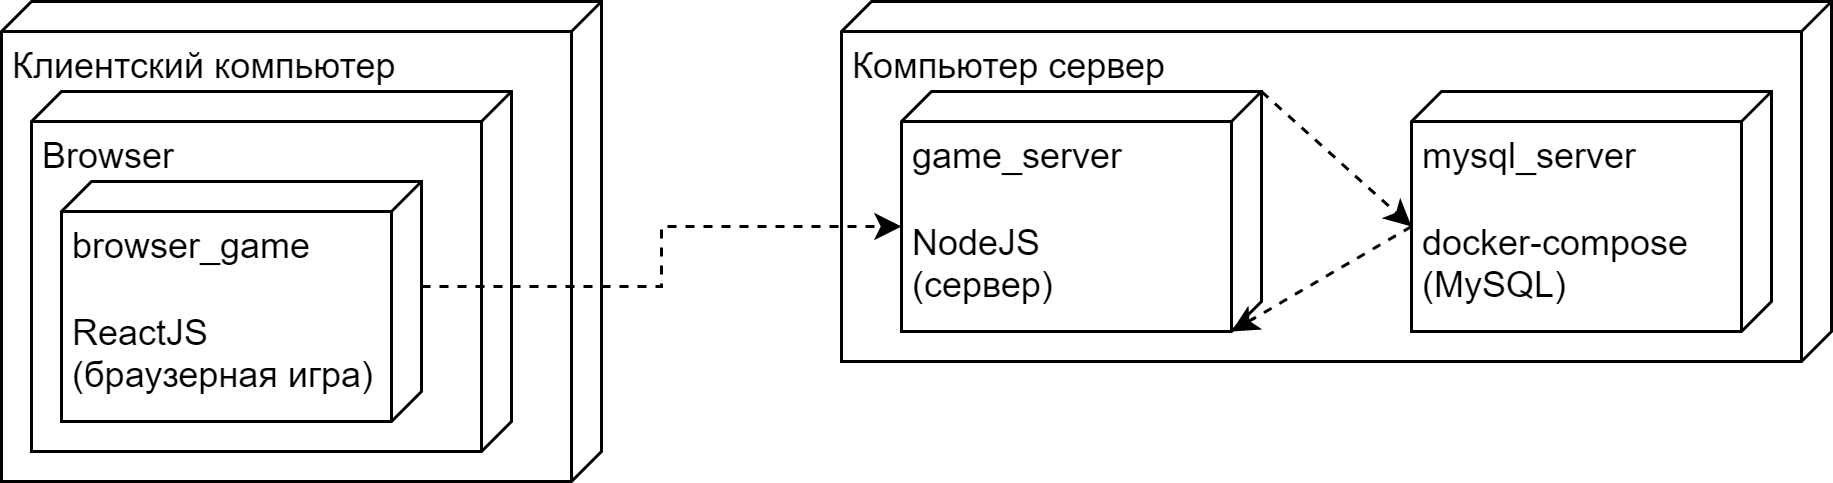 Клиентский компьютер
Browser
browser_game
ReactJS
(браузерная игра)
Компьютер сервер
game_server
NodeJS
(сервер)
mysql_server
docker-compose
(MySQL)